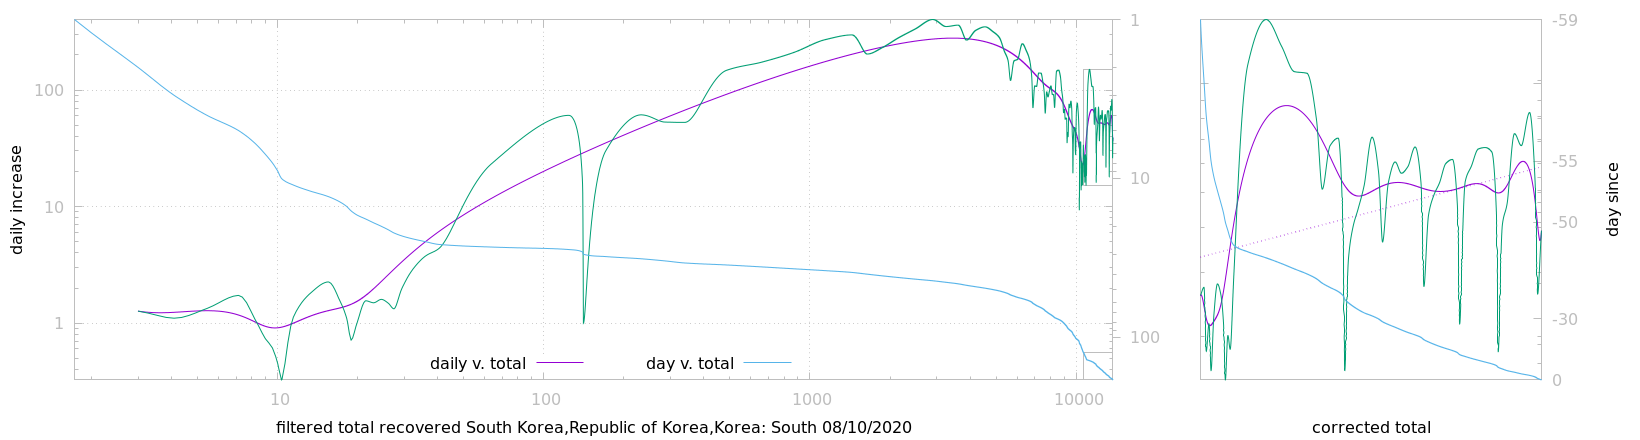 daily increase
100
10
1
daily v. total
day v. total
10
100
1000
10000
1
10
100
filtered total recovered South Korea,Republic of Korea,Korea: South 08/10/2020
-59
-55
-50
-30
0
day since
corrected total